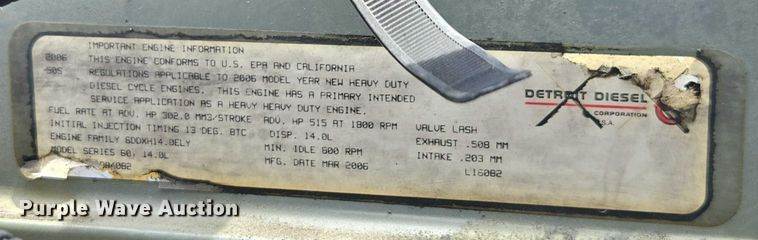 IMPORTANT ENGINE INFORMATION
2006 THIS ENGINE CONFORMS TO U.S. EPA AND CALIFORNIA
50S REGULATIONS APPLICABLE TO 2006 MODEL YEAR NEW HEAVY DUTY
DIESEL CYCLE ENGINES. THIS ENGINE HAS A PRIMARY INTENDED
SERVICE APPLICATION AS A HEAVY HEAVY DUTY ENGINE.
FUEL RATE AT ADV. HP 302.0 MM3/STROKE ADV. HP 515 AT 1800 RPM VALVE LASH
INITIAL INJECTION TIMING 13 DEG. BTC DISP. 14.0L EXHAUST .508 MM
ENGINE FAMILY 6DDXH14.0ELY MIN. IDLE 600 RPM INTAKE .203 MM
MODEL SERIES 60, 14.0L MFG. DATE MAR 2006 L16082
DETROIT DIESEL
CORPORATION
U.S.A.
Purple Wave Auction